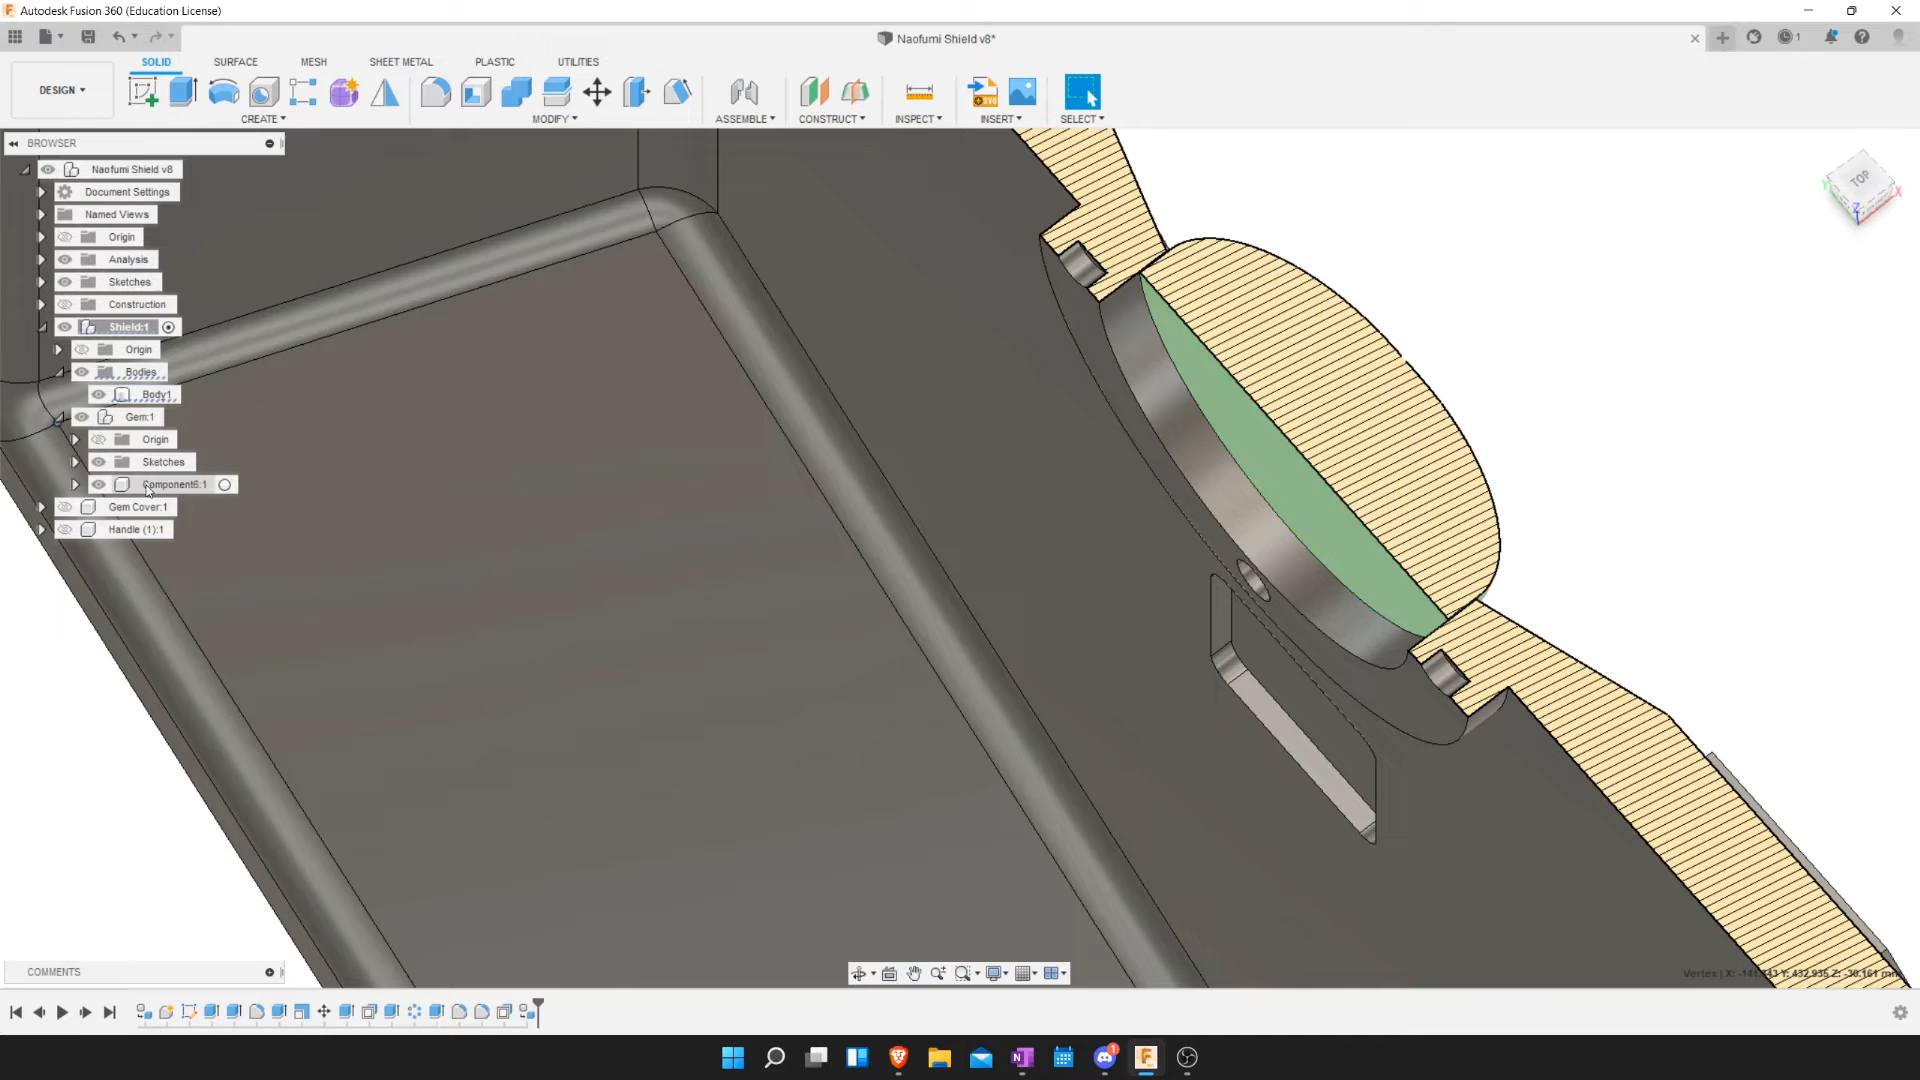 Autodesk Fusion 360 (Education License)
Naofumi Shield v8*
1
SOLID
SURFACE
MESH
SHEET METAL
PLASTIC
UTILITIES
DESIGN
CREATE
MODIFY
ASSEMBLE
CONSTRUCT
INSPECT
INSERT
SELECT
BROWSER
Naofumi Shield v8
Document Settings
Named Views
Origin
Analysis
Sketches
Construction
Shield:1
Origin
Bodies
Body1
Gem:1
Origin
Sketches
Component6:1
Gem Cover:1
Handle (1):1
TOP
X
Y
Z
COMMENTS
1